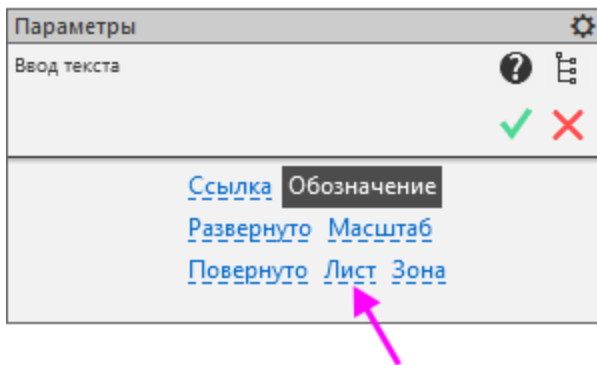 Параметры
Ввод текста
Ссылка Обозначение
Развернуто Масштаб
Повернуто Лист Зона